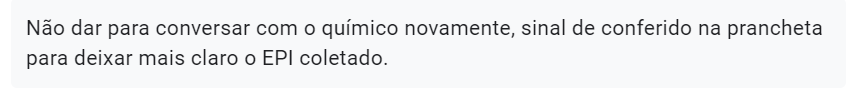 Não dar para conversar com o químico novamente, sinal de conferido na prancheta
para deixar mais claro o EPI coletado.